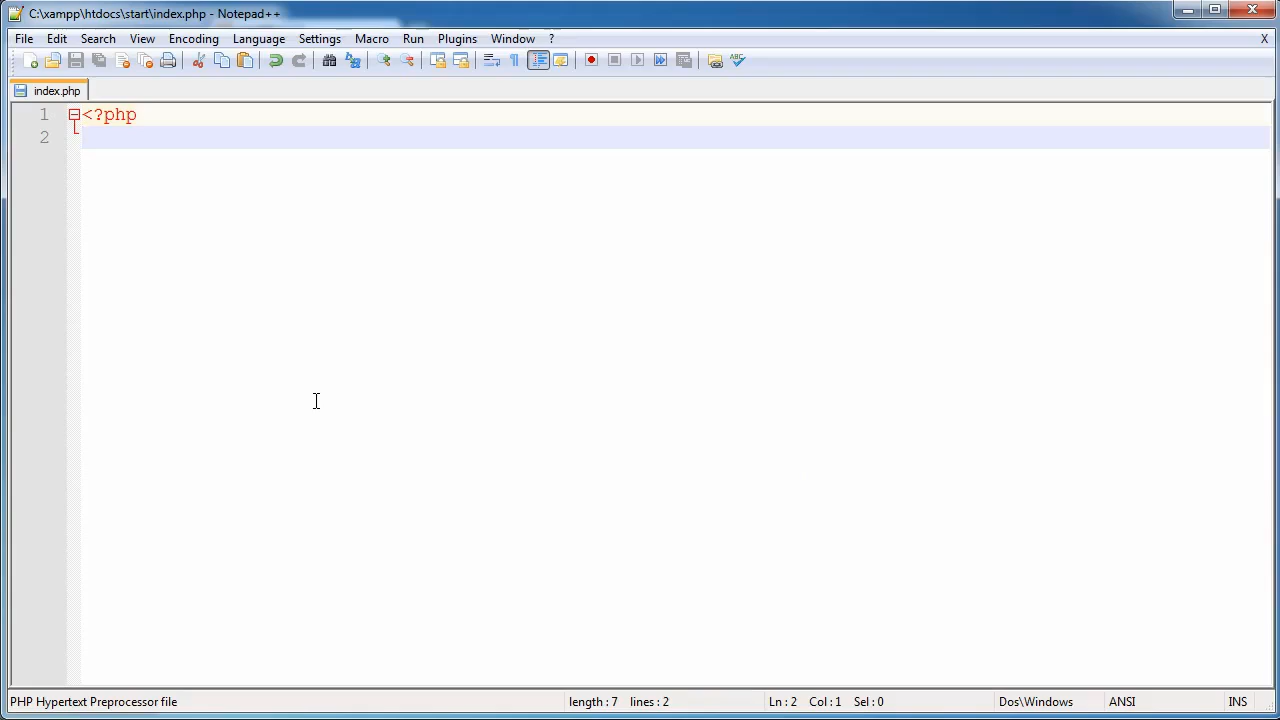 C:\xampp\htdocs\start\index.php - Notepad++
File Edit Search View Encoding Language Settings Macro Run Plugins Window ? X
index.php
1 <?php
2
PHP Hypertext Preprocessor file length : 7 lines : 2 Ln : 2 Col : 1 Sel : 0 Dos\Windows ANSI INS